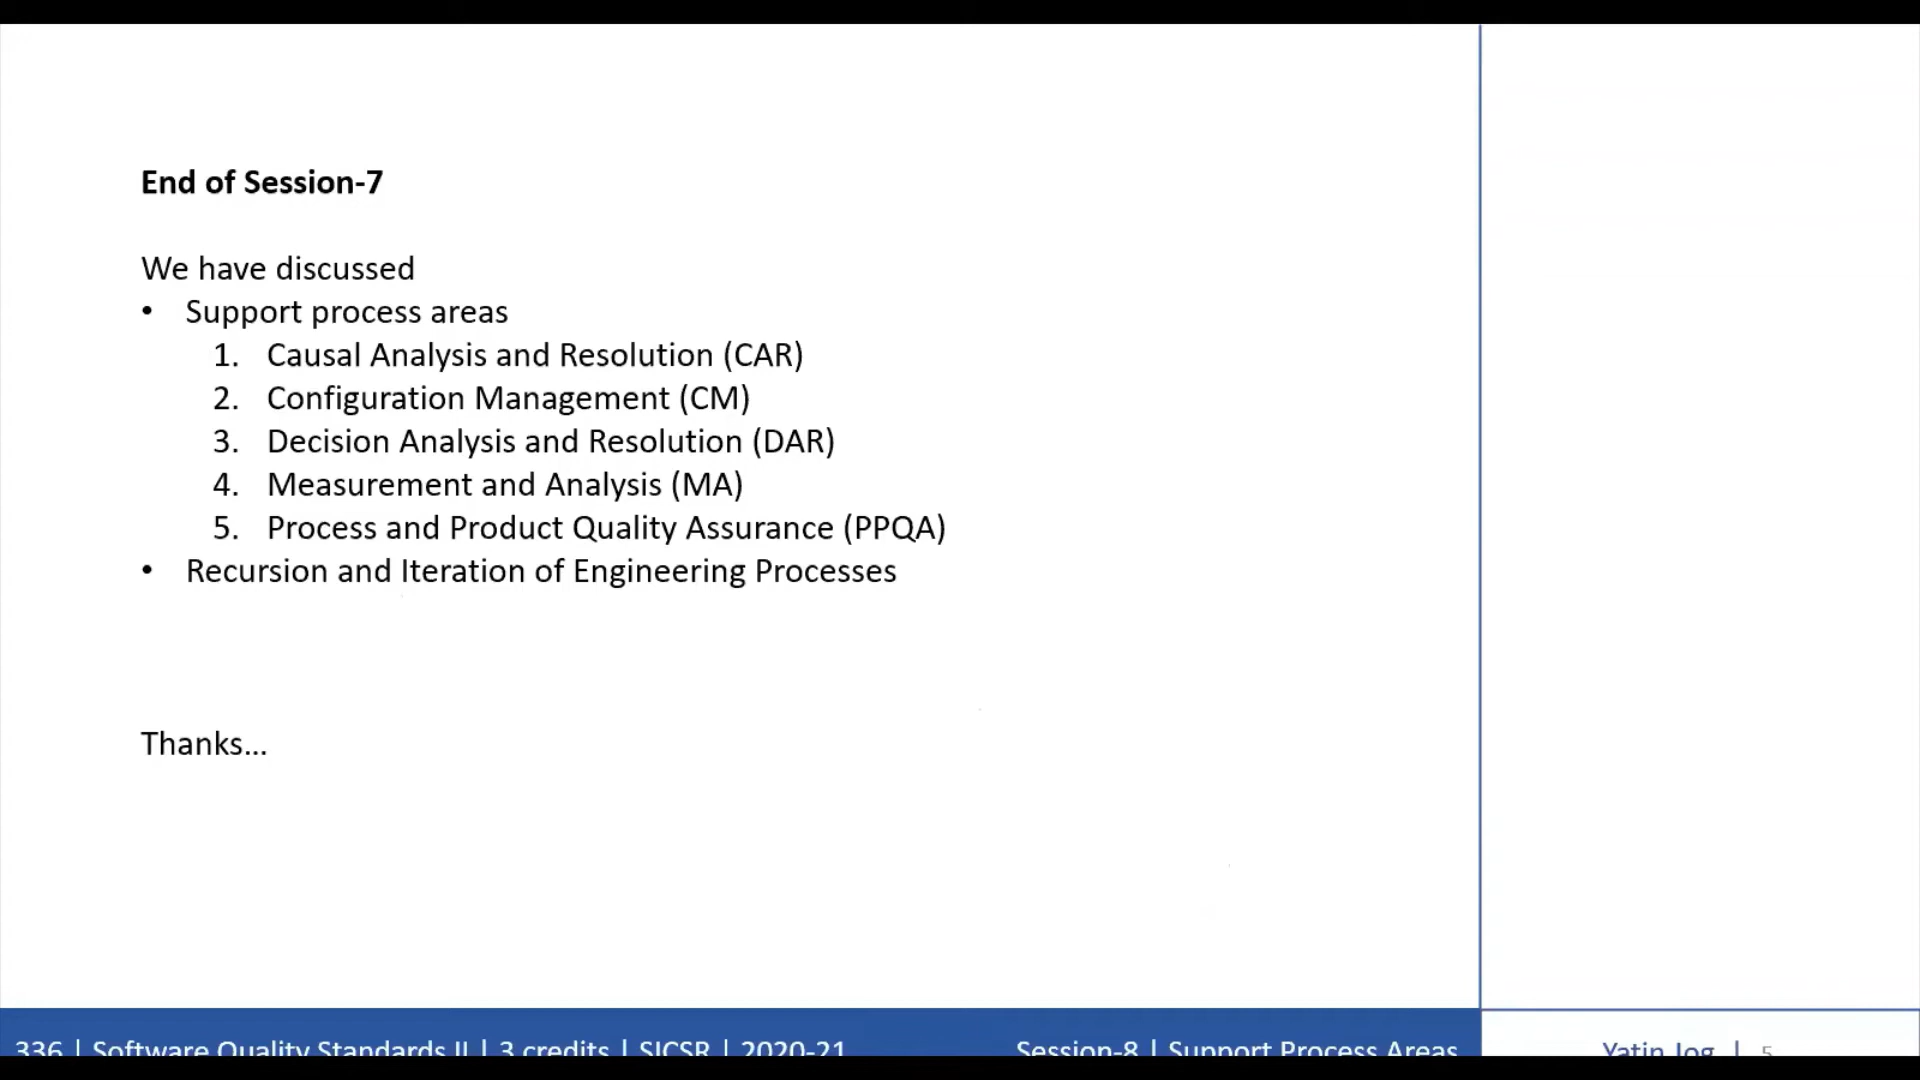 End of Session-7
We have discussed
• Support process areas
1. Causal Analysis and Resolution (CAR)
2. Configuration Management (CM)
3. Decision Analysis and Resolution (DAR)
4. Measurement and Analysis (MA)
5. Process and Product Quality Assurance (PPQA)
• Recursion and Iteration of Engineering Processes
Thanks...
336 | Software Quality Standards II | 3 credits | SICSR | 2020-21
Session-8 | Support Process Areas
Yatin Jog | 5